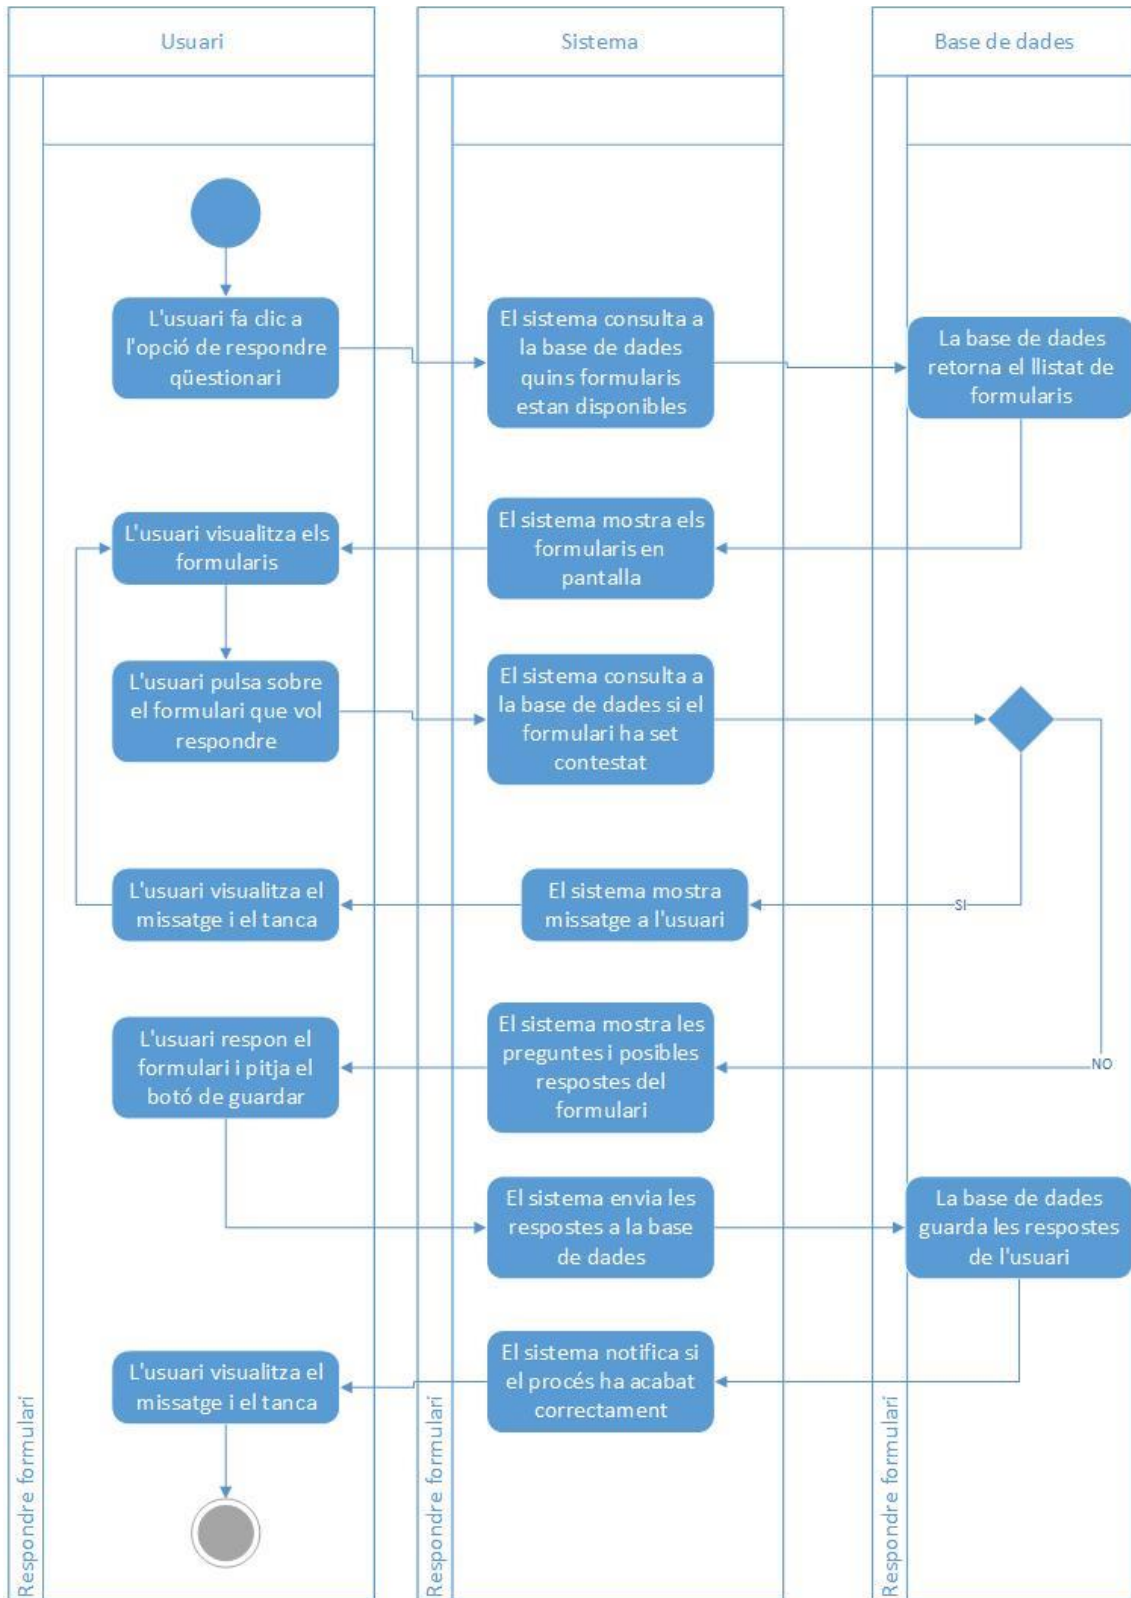 Usuari
Sistema
Base de dades
L'usuari fa clic a
l'opció de respondre
qüestionari
El sistema consulta a
la base de dades
quins formularis
estan disponibles
La base de dades
retorna el llistat de
formularis
L'usuari visualitza els
formularis
El sistema mostra els
formularis en
pantalla
L'usuari pulsa sobre
el formulari que vol
respondre
El sistema consulta a
la base de dades si el
formulari ha set
contestat
L'usuari visualitza el
missatge i el tanca
El sistema mostra
missatge a l'usuari
SI
L'usuari respon el
formulari i pitja el
botó de guardar
El sistema mostra les
preguntes i posibles
respostes del
formulari
NO
El sistema envia les
respostes a la base
de dades
La base de dades
guarda les respostes
de l'usuari
L'usuari visualitza el
missatge i el tanca
El sistema notifica si
el procés ha acabat
correctament
Respondre formulari
Respondre formulari
Respondre formulari